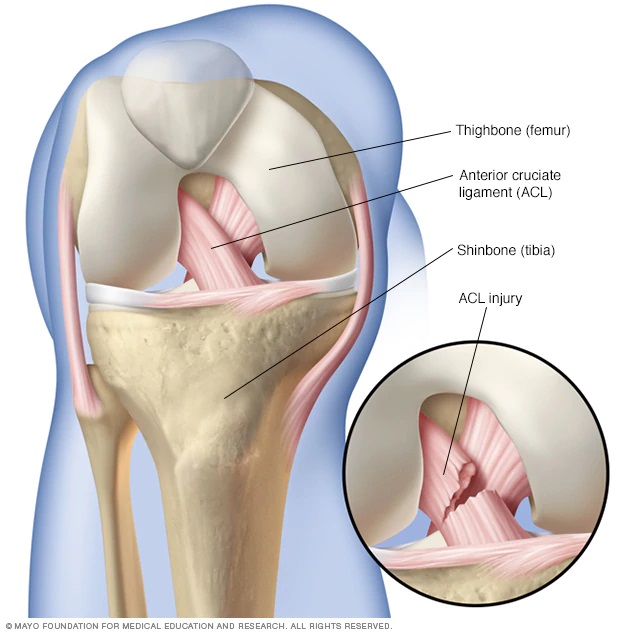 Thighbone (femur)
Anterior cruciate
ligament (ACL)
Shinbone (tibia)
ACL injury
© MAYO FOUNDATION FOR MEDICAL EDUCATION AND RESEARCH. ALL RIGHTS RESERVED.